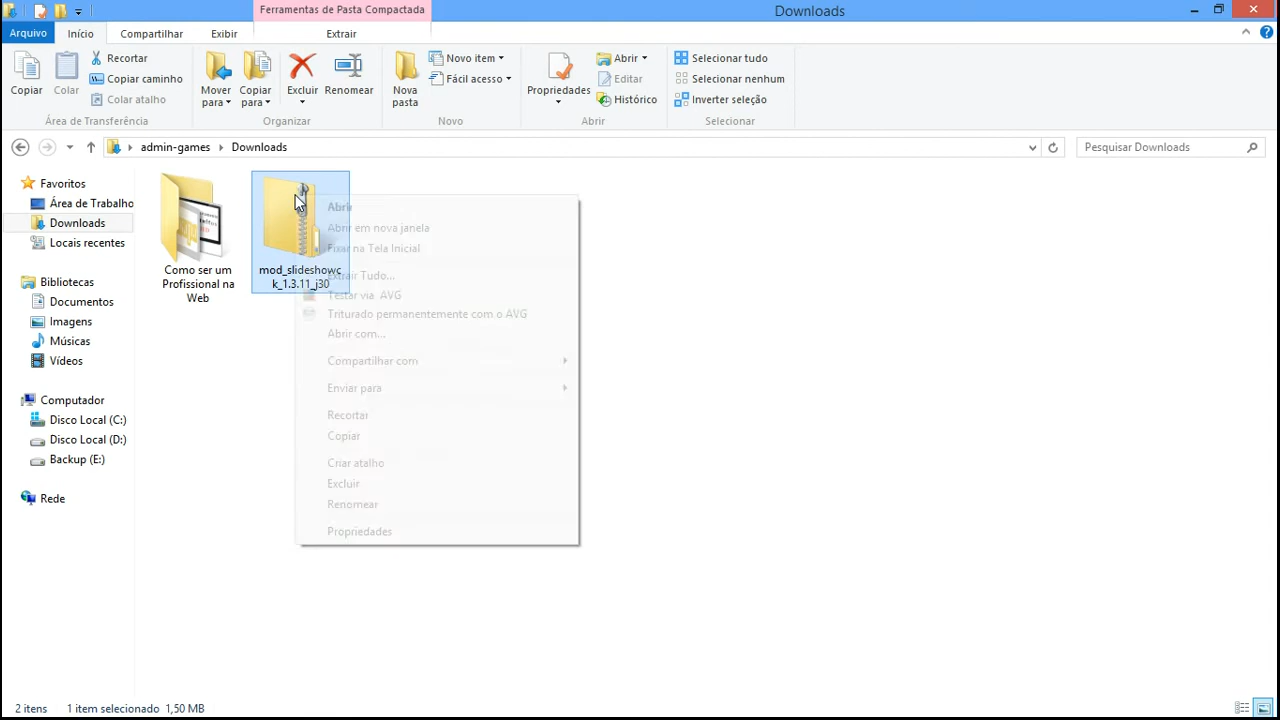 Ferramentas de Pasta Compactada
Downloads
Arquivo
Início
Compartilhar
Exibir
Extrair
Copiar
Colar
Recortar
Copiar caminho
Colar atalho
Mover para
Copiar para
Excluir
Renomear
Nova pasta
Novo item
Fácil acesso
Propriedades
Abrir
Editar
Histórico
Selecionar tudo
Selecionar nenhum
Inverter seleção
Área de Transferência
Organizar
Novo
Abrir
Selecionar
admin-games
Downloads
Pesquisar Downloads
Favoritos
Área de Trabalho
Downloads
Locais recentes
Bibliotecas
Documentos
Imagens
Músicas
Vídeos
Computador
Disco Local (C:)
Disco Local (D:)
Backup (E:)
Rede
Como ser um
Profissional na
Web
mod_slideshowc
k_1.3.11_j30
Abrir
Abrir em nova janela
Fixar na Tela Inicial
Extrair Tudo...
Testar via AVG
Triturado permanentemente com o AVG
Abrir com...
Compartilhar com
Enviar para
Recortar
Copiar
Criar atalho
Excluir
Renomear
Propriedades
2 itens
1 item selecionado 1,50 MB